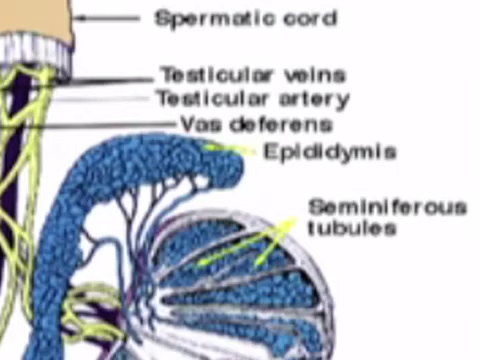 Spermatic cord
Testicular veins
Testicular artery
Vas deferens
Epididymis
Seminiferous
tubules